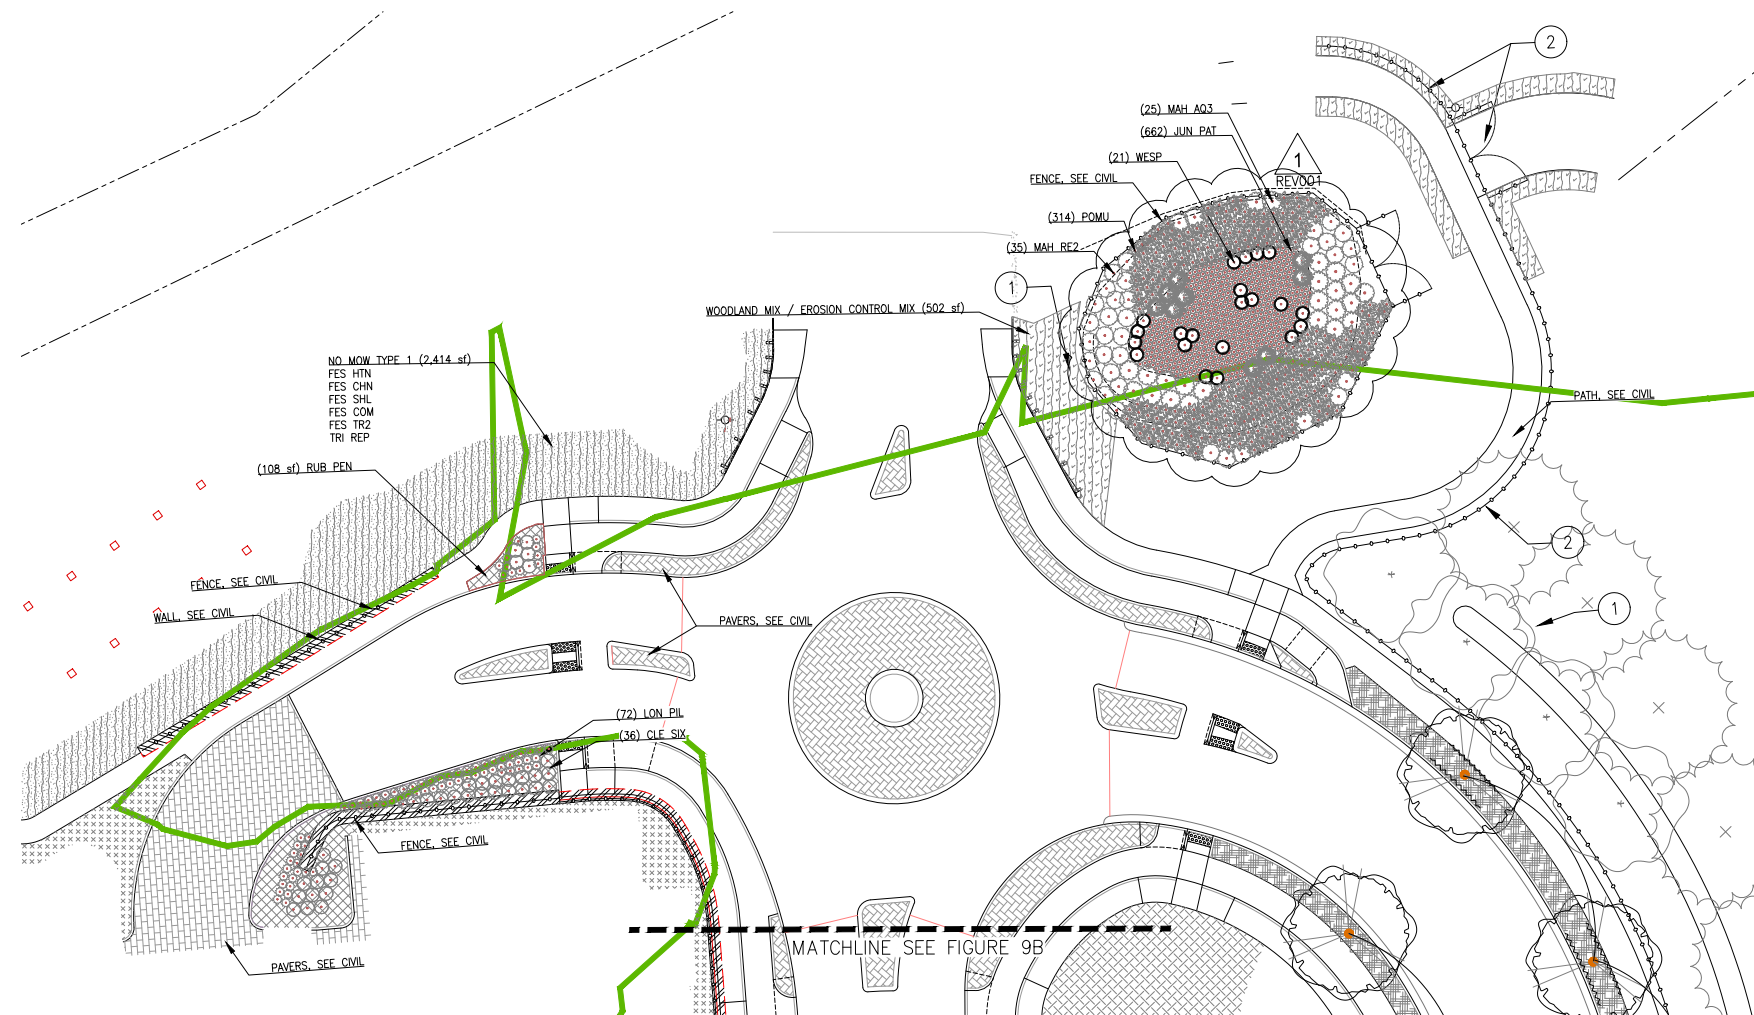 2
(25) MAH AQ3
(662) JUN PAT
(21) WESP
1
FENCE, SEE CIVIL
REV001
(314) POMU
(35) MAH RE2
1
WOODLAND MIX / EROSION CONTROL MIX (502 sf)
NO MOW TYPE 1 (2,414 sf)
FES HTN
FES CHN
FES SHL
FES COM
FES TR2
TRI REP
PATH, SEE CIVIL
(108 sf) RUB PEN
2
FENCE, SEE CIVIL
WALL, SEE CIVIL
1
PAVERS, SEE CIVIL
(72) LON PIL
(36) CLE SIX
FENCE, SEE CIVIL
MATCHLINE SEE FIGURE 9B
PAVERS, SEE CIVIL